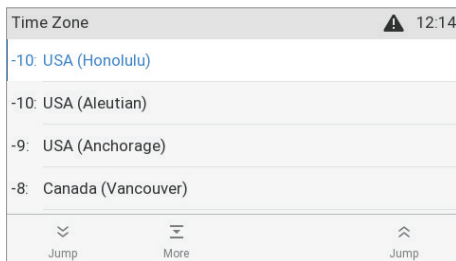 Time Zone 12:14
-10: USA (Honolulu)
-10: USA (Aleutian)
-9: USA (Anchorage)
-8: Canada (Vancouver)
Jump More Jump